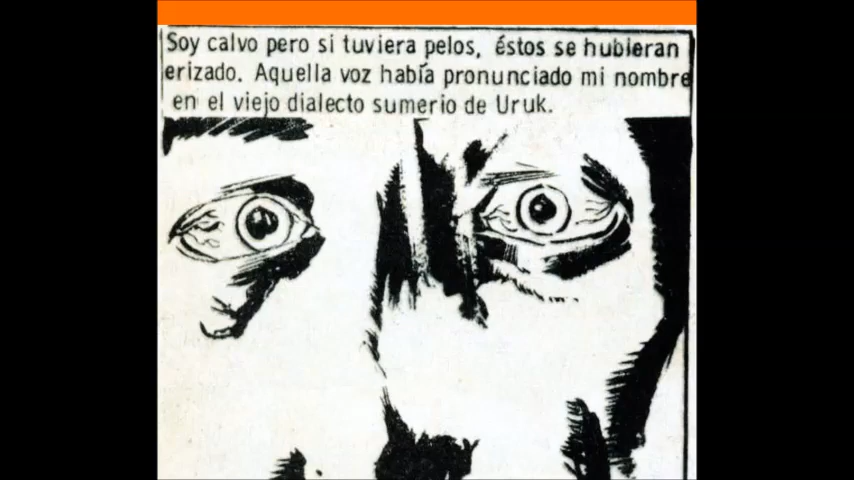 Soy calvo pero si tuviera pelos, éstos se hubieran
erizado. Aquella voz había pronunciado mi nombre
en el viejo dialecto sumerio de Uruk.